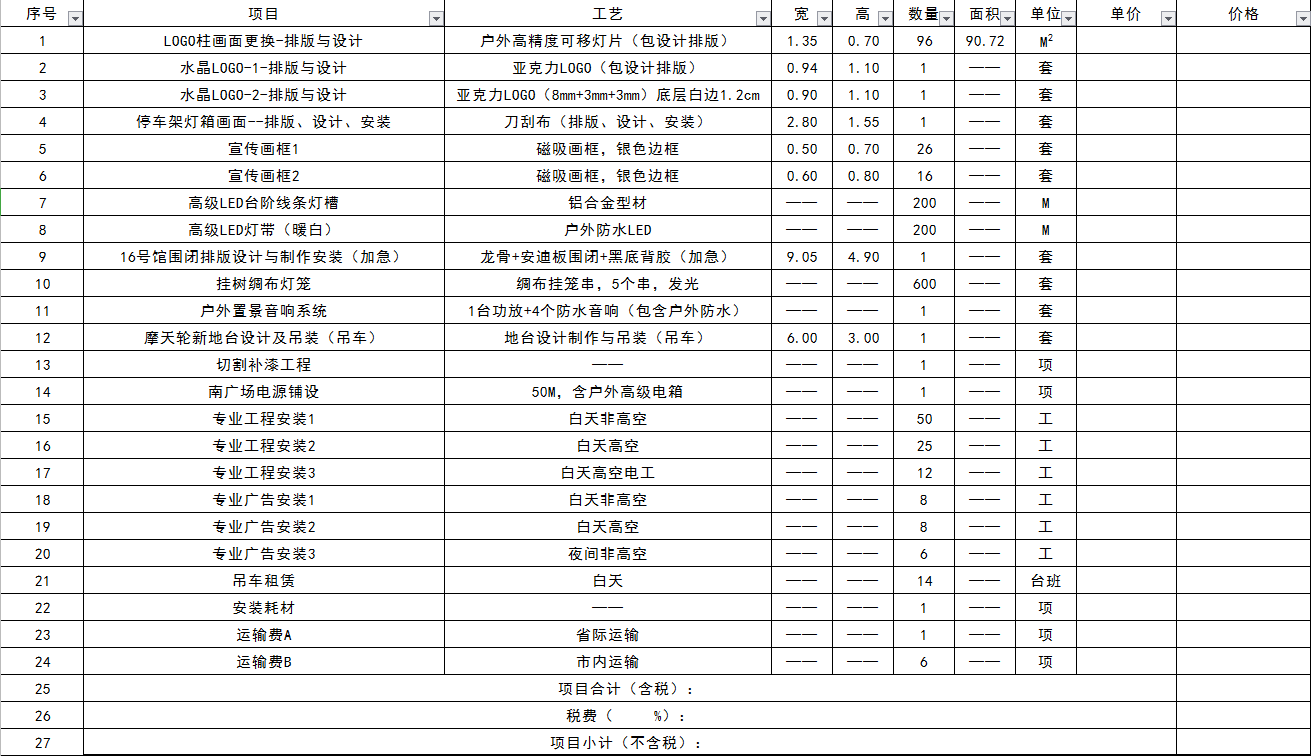 序号 项目 工艺 宽 高 数量 面积 单位 单价 价格
1 LOGO柱画面更换-排版与设计 户外高精度可移灯片（包设计排版） 1.35 0.70 96 90.72 M²
2 水晶LOGO-1-排版与设计 亚克力LOGO（包设计排版） 0.94 1.10 1 —— 套
3 水晶LOGO-2-排版与设计 亚克力LOGO（8mm+3mm+3mm）底层白边1.2cm 0.90 1.10 1 —— 套
4 停车架灯箱画面--排版、设计、安装 刀刮布（排版、设计、安装） 2.80 1.55 1 —— 套
5 宣传画框1 磁吸画框，银色边框 0.50 0.70 26 —— 套
6 宣传画框2 磁吸画框，银色边框 0.60 0.80 16 —— 套
7 高级LED台阶线条灯槽 铝合金型材 —— —— 200 —— M
8 高级LED灯带（暖白） 户外防水LED —— —— 200 —— M
9 16号馆围闭排版设计与制作安装（加急） 龙骨+安迪板围闭+黑底背胶（加急） 9.05 4.90 1 —— 套
10 挂树绸布灯笼 绸布挂笼串，5个串，发光 —— —— 600 —— 套
11 户外置景音响系统 1台功放+4个防水音响（包含户外防水） —— —— 1 —— 套
12 摩天轮新地台设计及吊装（吊车） 地台设计制作与吊装（吊车） 6.00 3.00 1 —— 套
13 切割补漆工程 —— —— —— 1 —— 项
14 南广场电源铺设 50M，含户外高级电箱 —— —— 1 —— 项
15 专业工程安装1 白天非高空 —— —— 50 —— 工
16 专业工程安装2 白天高空 —— —— 25 —— 工
17 专业工程安装3 白天高空电工 —— —— 12 —— 工
18 专业广告安装1 白天非高空 —— —— 8 —— 工
19 专业广告安装2 白天高空 —— —— 8 —— 工
20 专业广告安装3 夜间非高空 —— —— 6 —— 工
21 吊车租赁 白天 —— —— 14 —— 台班
22 安装耗材 —— —— —— 1 —— 项
23 运输费A 省际运输 —— —— 1 —— 项
24 运输费B 市内运输 —— —— 6 —— 项
25 项目合计（含税）：
26 税费（ %）：
27 项目小计（不含税）：